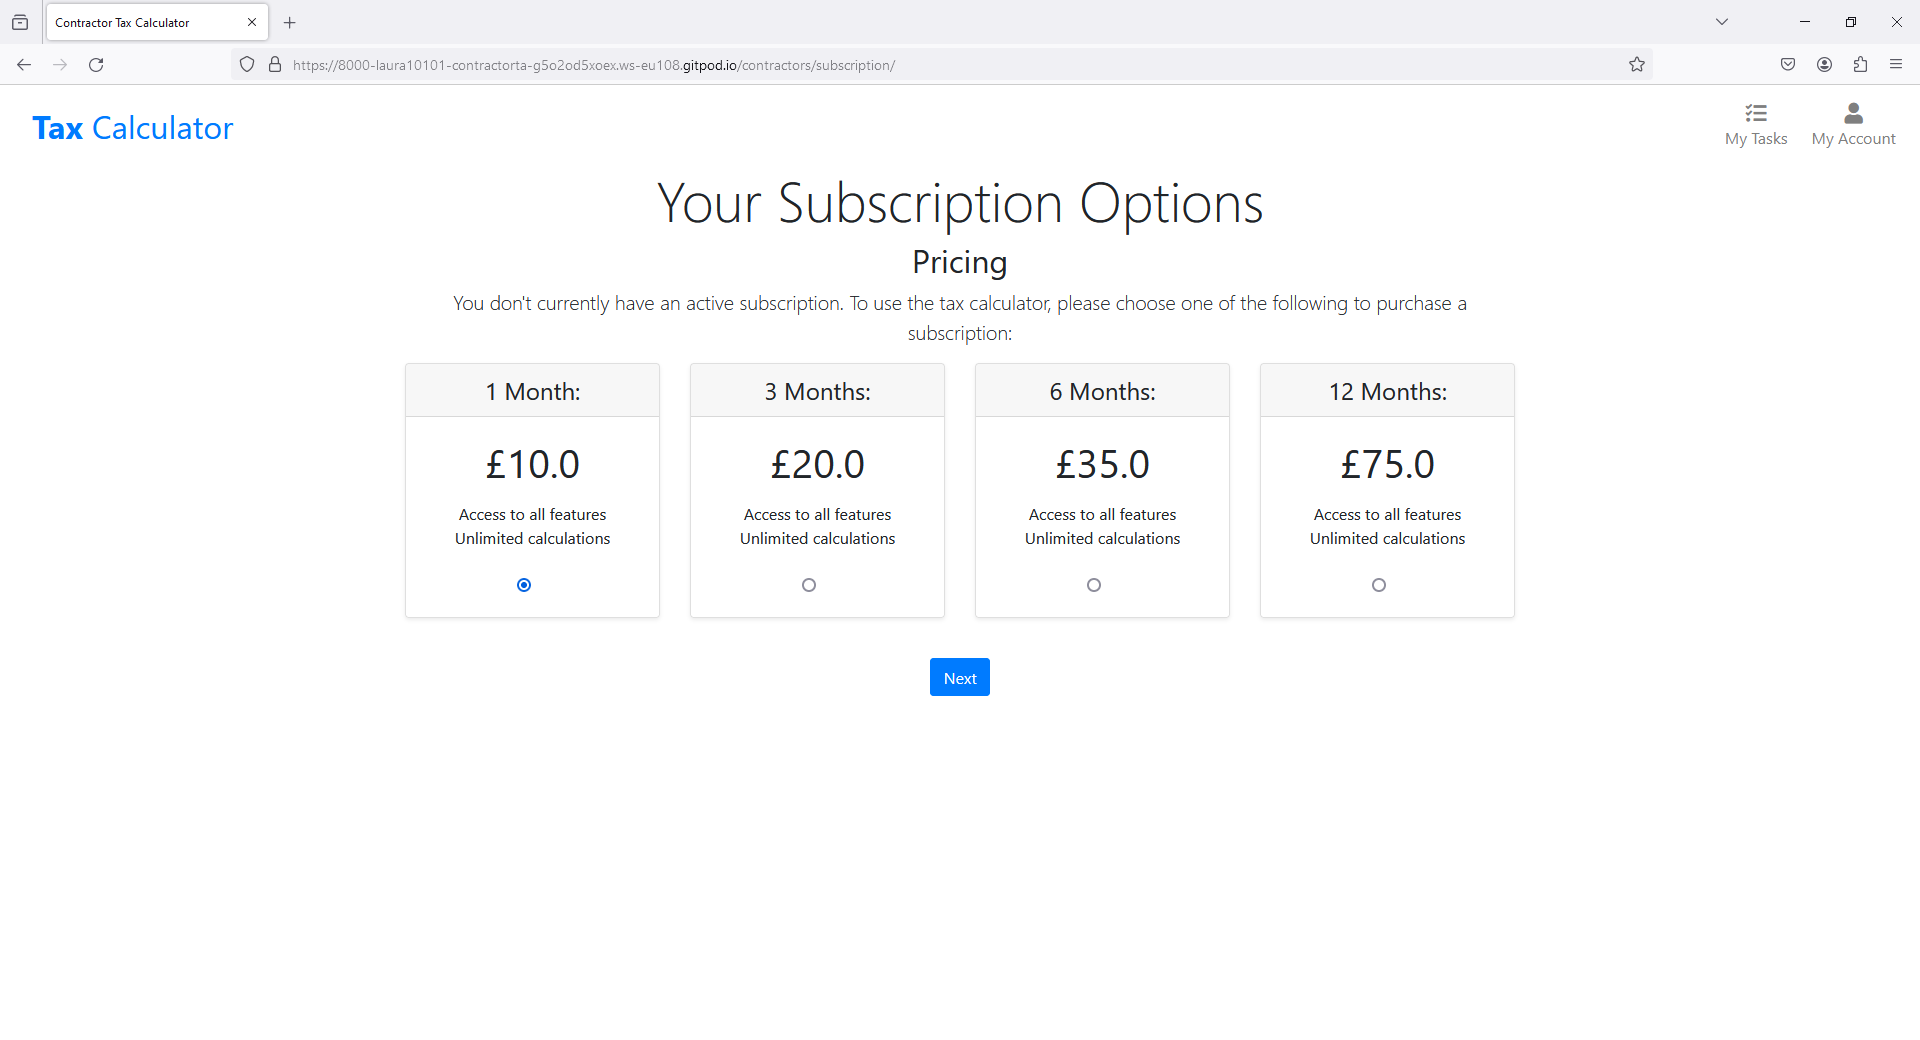 Contractor Tax Calculator
https://8000-laura10101-contractorta-g5o2od5xoex.ws-eu108.gitpod.io/contractors/subscription/
Tax Calculator
My Tasks
My Account
Your Subscription Options
Pricing
You don't currently have an active subscription. To use the tax calculator, please choose one of the following to purchase a
subscription:
1 Month:
£10.0
Access to all features
Unlimited calculations
3 Months:
£20.0
Access to all features
Unlimited calculations
6 Months:
£35.0
Access to all features
Unlimited calculations
12 Months:
£75.0
Access to all features
Unlimited calculations
Next